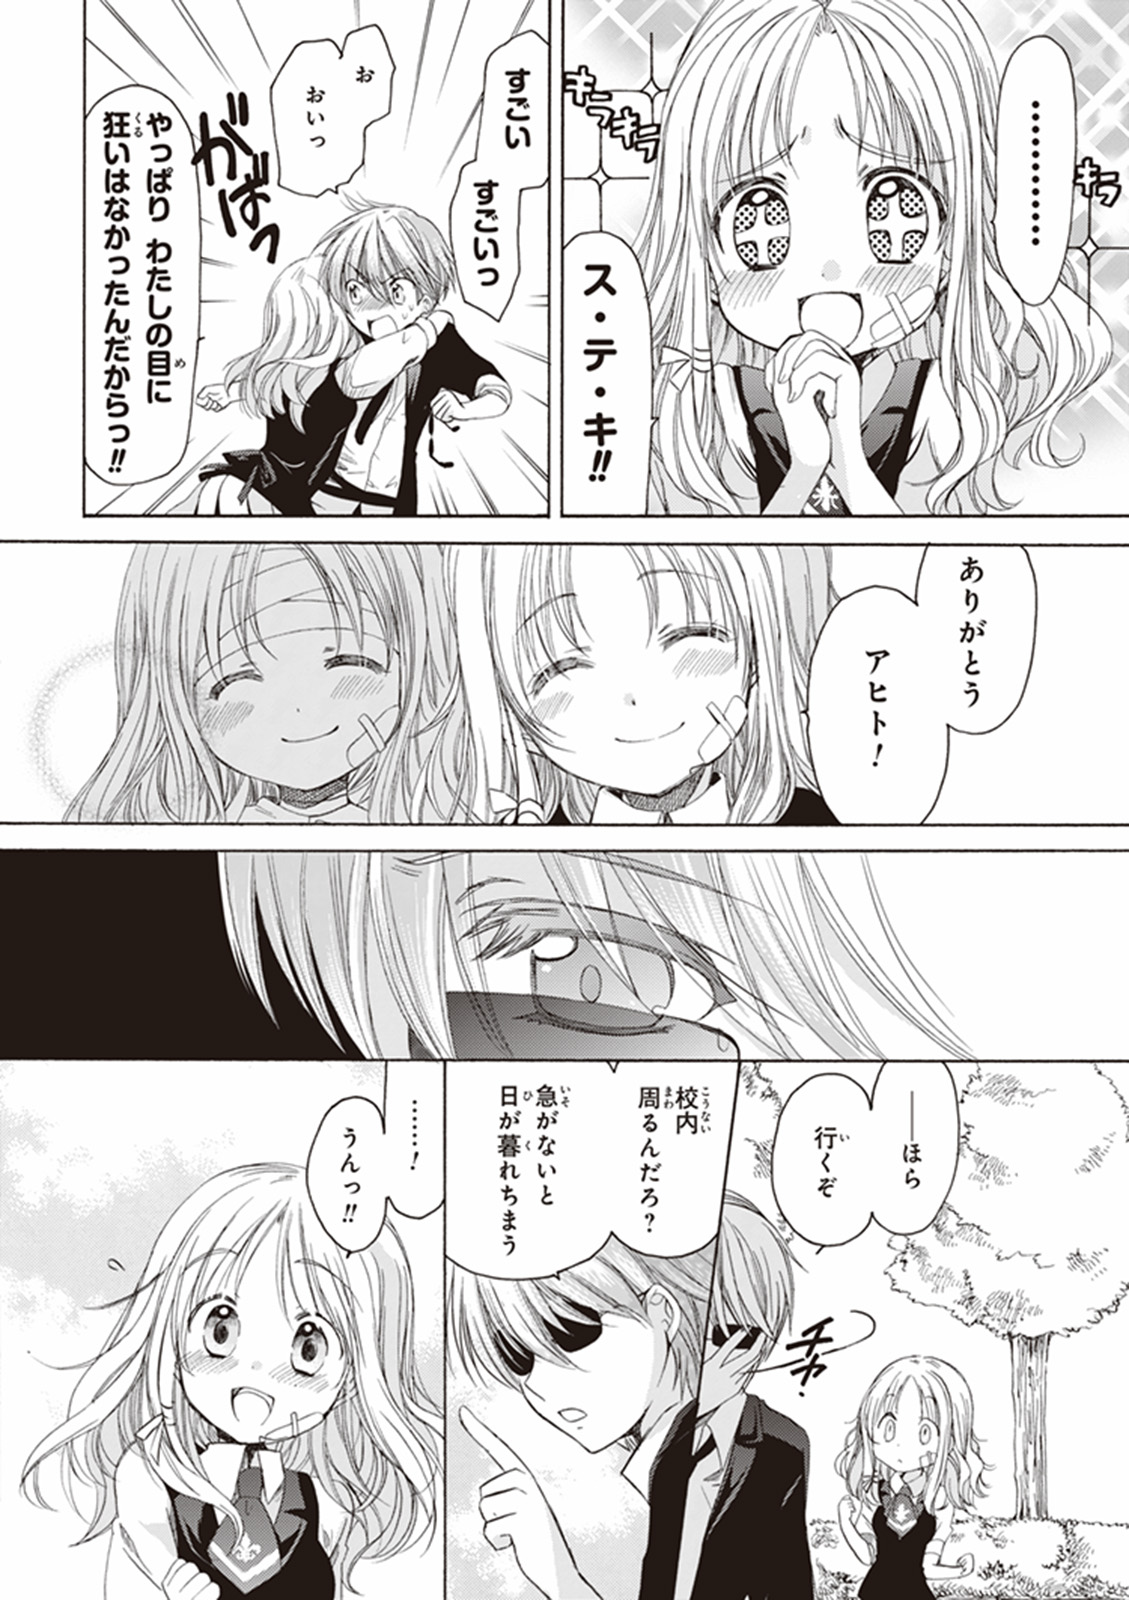 …………
キラキラ
キラ
ス・テ・キ!!
すごい
すごいっ
お
おいっ
がばっ
やっぱり わたしの目に
狂いはなかったんだからっ!!
ありがとう
アヒト!
――ほら
行くぞ
チャ
校内
周るんだろ?
急がないと
日が暮れちまう
……!
うんっ!!